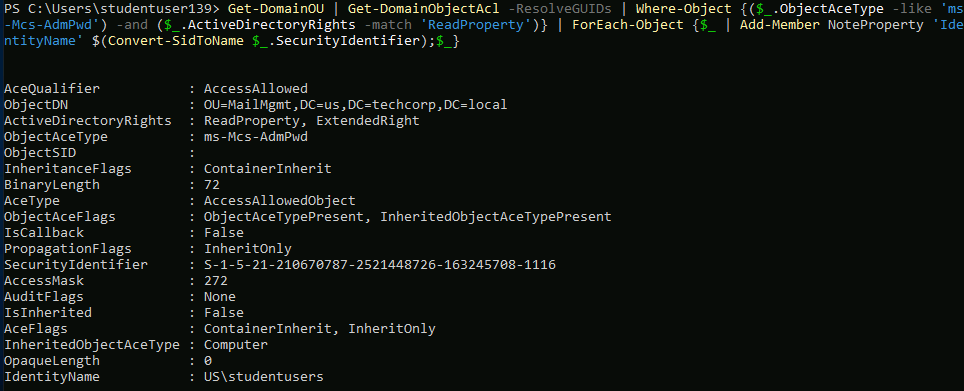 PS C:\Users\studentuser139> Get-DomainOU | Get-DomainObjectAcl -ResolveGUIDs | Where-Object {($_.ObjectAceType -like 'ms
-Mcs-AdmPwd') -and ($_.ActiveDirectoryRights -match 'ReadProperty')} | ForEach-Object {$_ | Add-Member NoteProperty 'Ide
ntityName' $(Convert-SidToName $_.SecurityIdentifier);$_}
AceQualifier : AccessAllowed
ObjectDN : OU=MailMgmt,DC=us,DC=techcorp,DC=local
ActiveDirectoryRights : ReadProperty, ExtendedRight
ObjectAceType : ms-Mcs-AdmPwd
ObjectSID :
InheritanceFlags : ContainerInherit
BinaryLength : 72
AceType : AccessAllowedObject
ObjectAceFlags : ObjectAceTypePresent, InheritedObjectAceTypePresent
IsCallback : False
PropagationFlags : InheritOnly
SecurityIdentifier : S-1-5-21-210670787-2521448726-163245708-1116
AccessMask : 272
AuditFlags : None
IsInherited : False
AceFlags : ContainerInherit, InheritOnly
InheritedObjectAceType : Computer
OpaqueLength : 0
IdentityName : US\studentusers